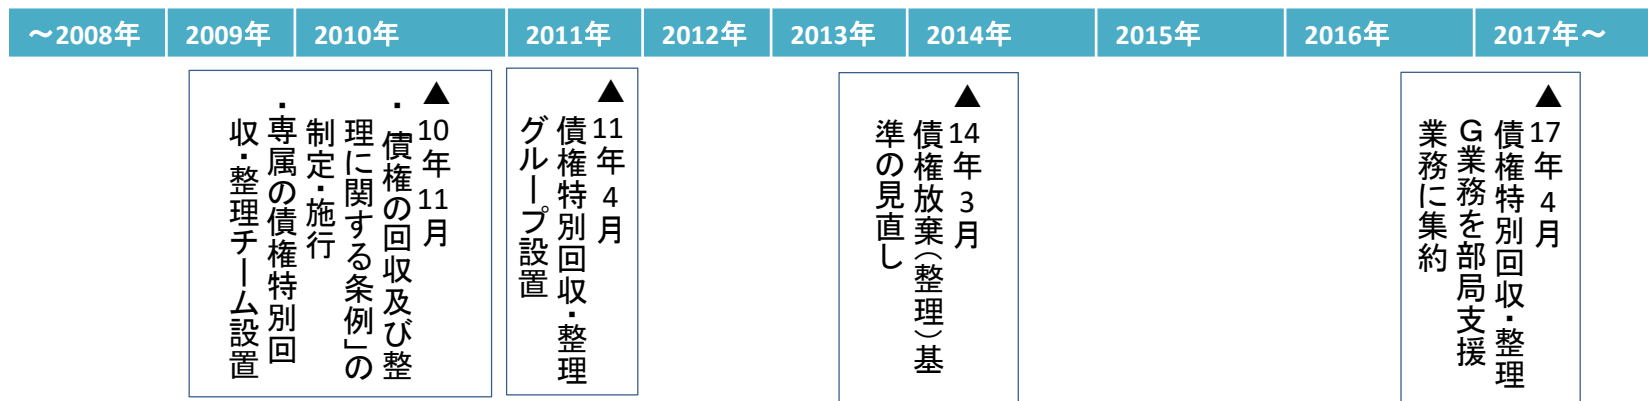 ～2008年
2009年
2010年
2011年
2012年
2013年
2014年
2015年
2016年
2017年～
▲10年11月
・「債権の回収及び整
理に関する条例」の
制定・施行
・専属の債権特別回
収・整理チーム設置
▲11年4月
債権特別回収・整理
グループ設置
▲14年3月
債権放棄（整理）基
準の見直し
▲17年4月
債権特別回収・整理
Ｇ業務を部局支援
業務に集約